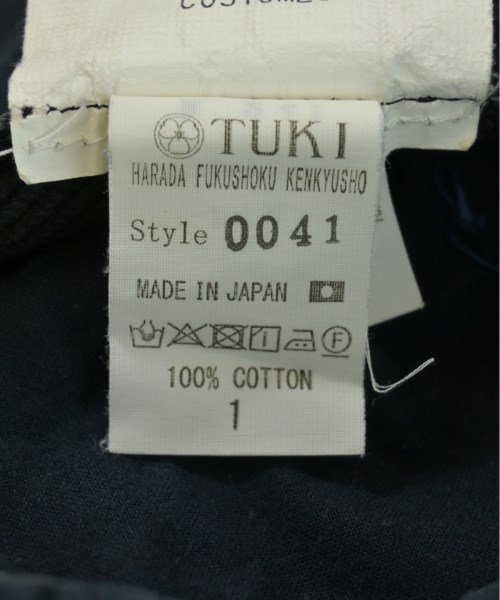 TUKI
HARADA FUKUSHOKU KENKYUSHO
Style 0041
MADE IN JAPAN
F
100% COTTON
1